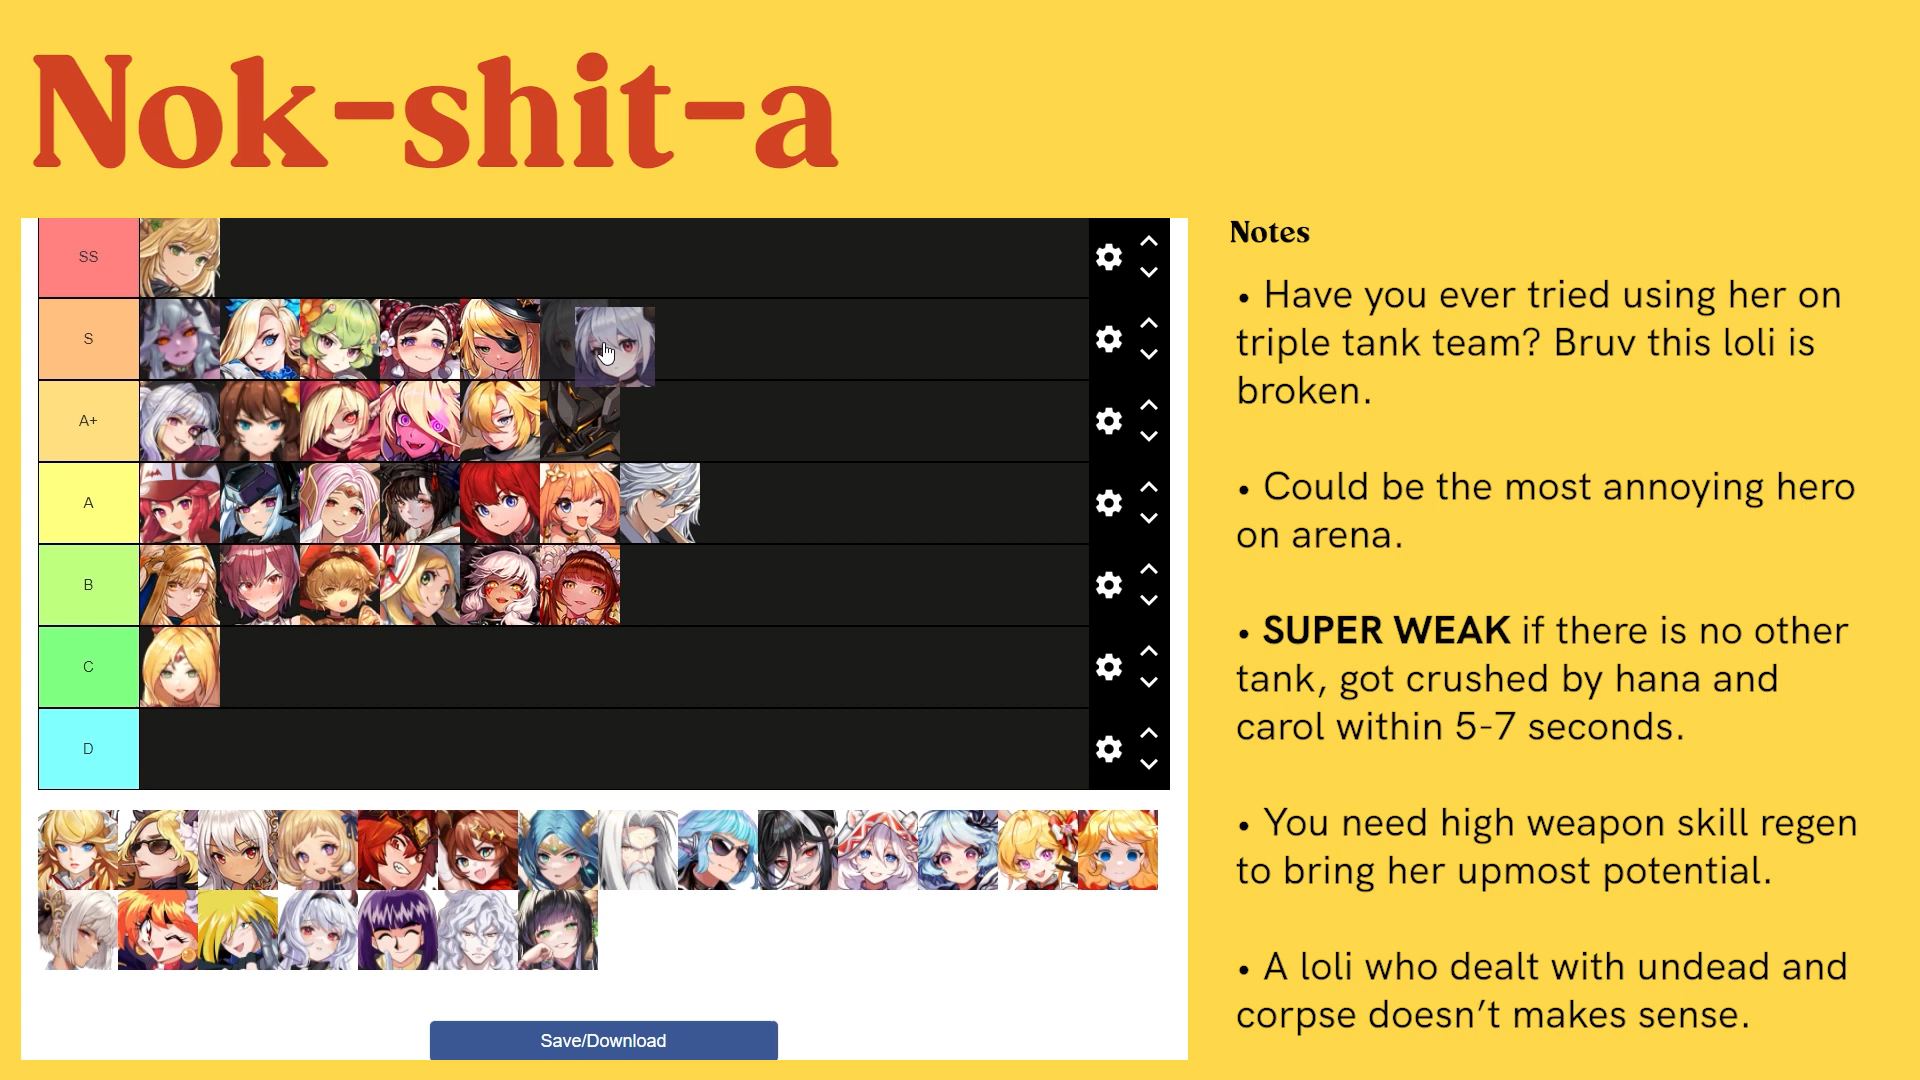 Nok-shit-a
SS
S
A+
A
B
C
D
Save/Download
Notes
• Have you ever tried using her on
triple tank team? Bruv this loli is
broken.
• Could be the most annoying hero
on arena.
• SUPER WEAK if there is no other
tank, got crushed by hana and
carol within 5-7 seconds.
• You need high weapon skill regen
to bring her upmost potential.
• A loli who dealt with undead and
corpse doesn't makes sense.